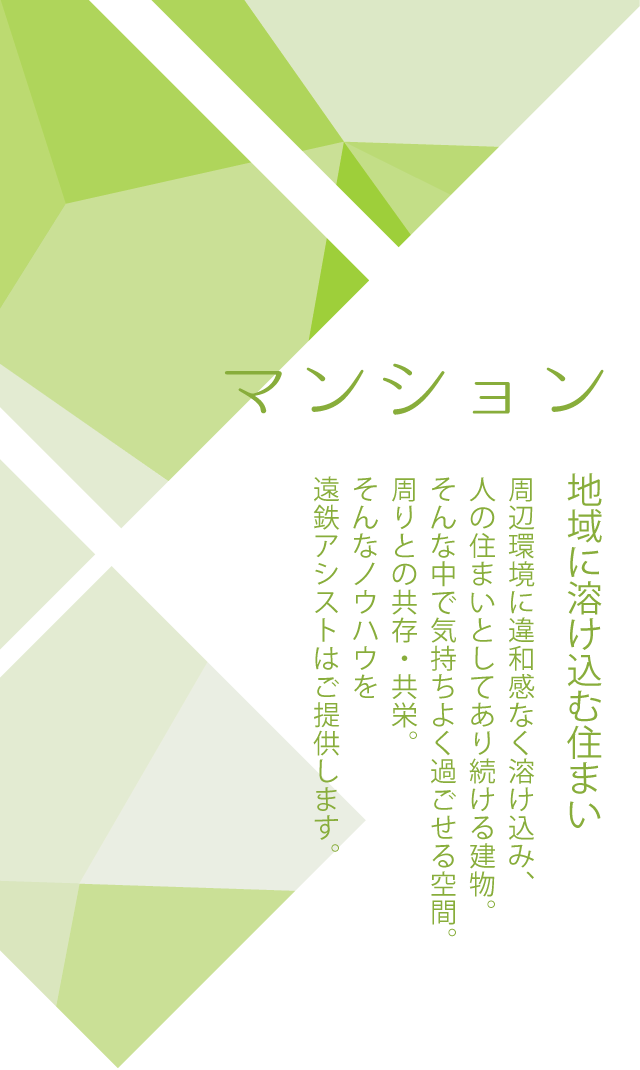 マンション
地域に溶け込む住まい
周辺環境に違和感なく溶け込み、
人の住まいとしてあり続ける建物。
そんな中で気持ちよく過ごせる空間。
周りとの共存・共栄。
そんなノウハウを
遠鉄アシストはご提供します。